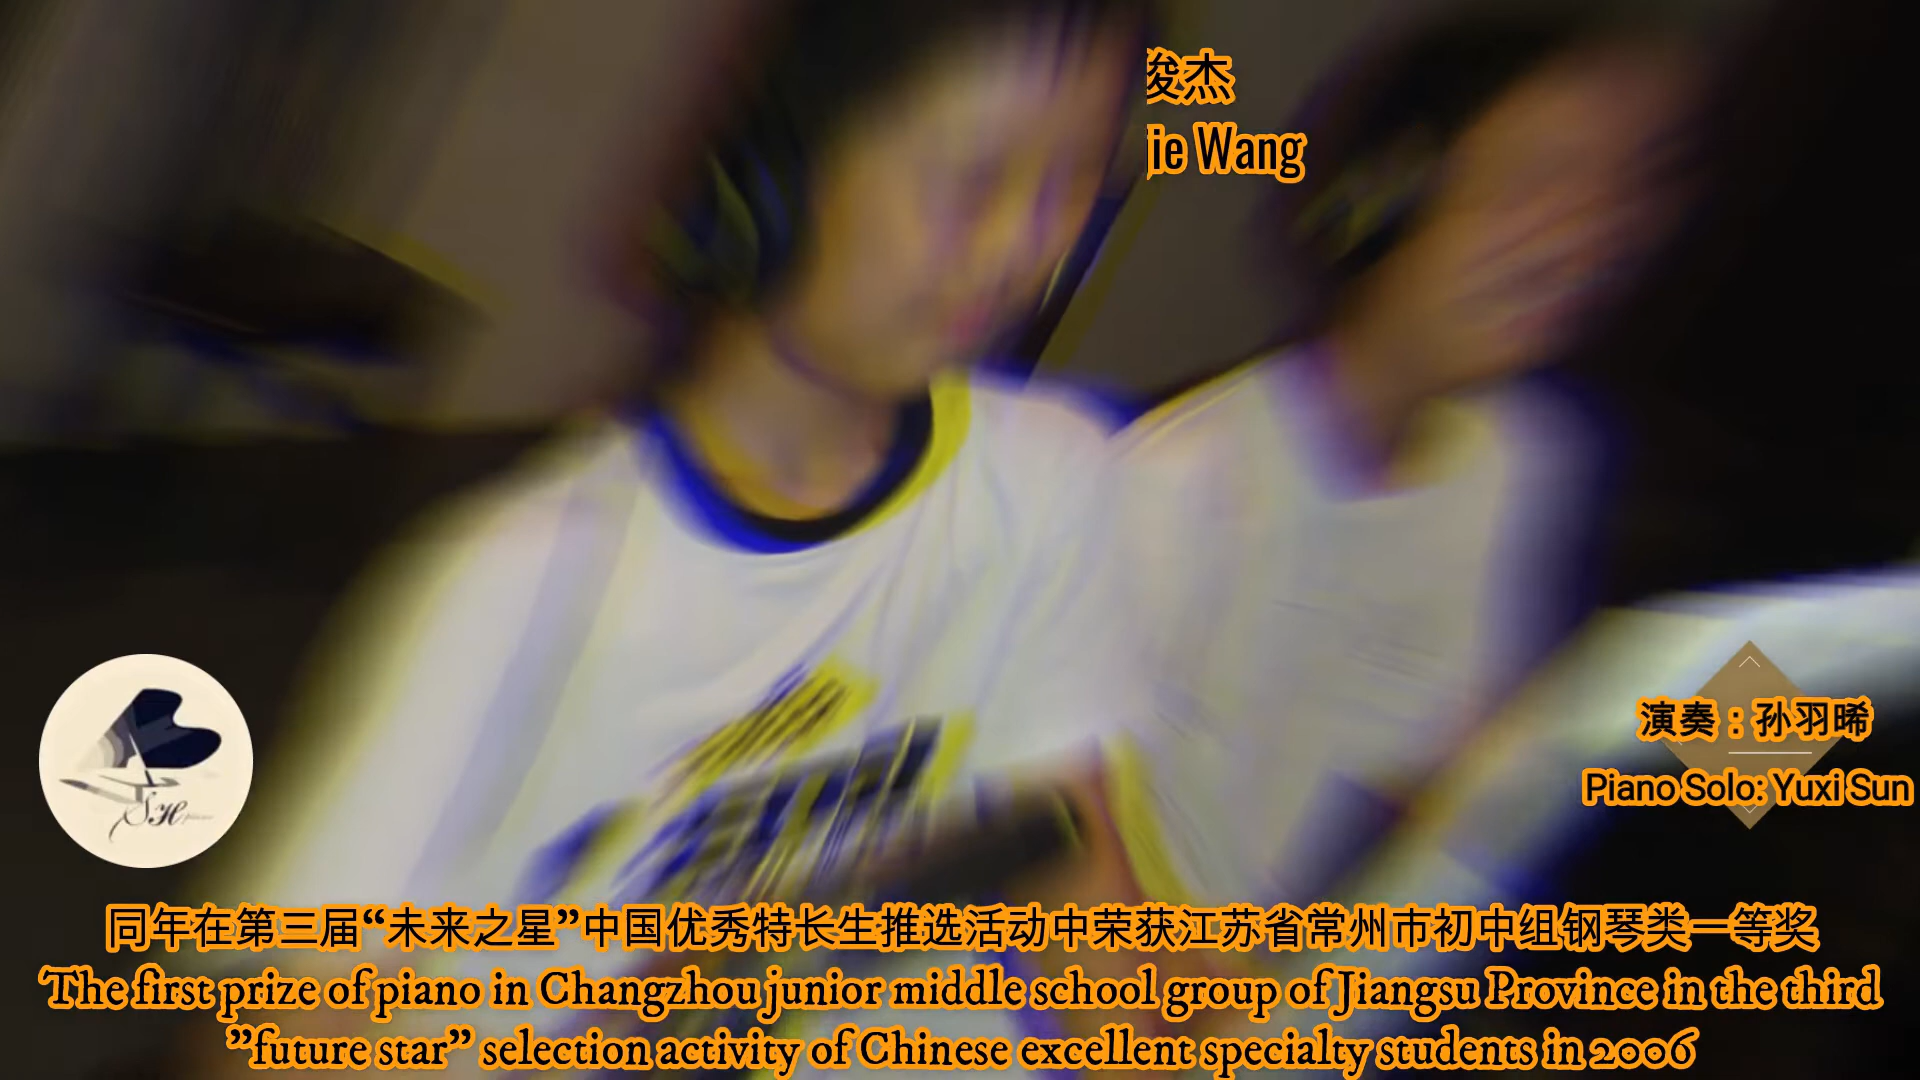 俊杰
jie Wang
演奏：孙羽晞
Piano Solo: Yuxi Sun
SH
同年在第三届“未来之星”中国优秀特长生推选活动中荣获江苏省常州市初中组钢琴类一等奖
The first prize of piano in Changzhou junior middle school group of Jiangsu Province in the third
"future star" selection activity of Chinese excellent specialty students in 2006